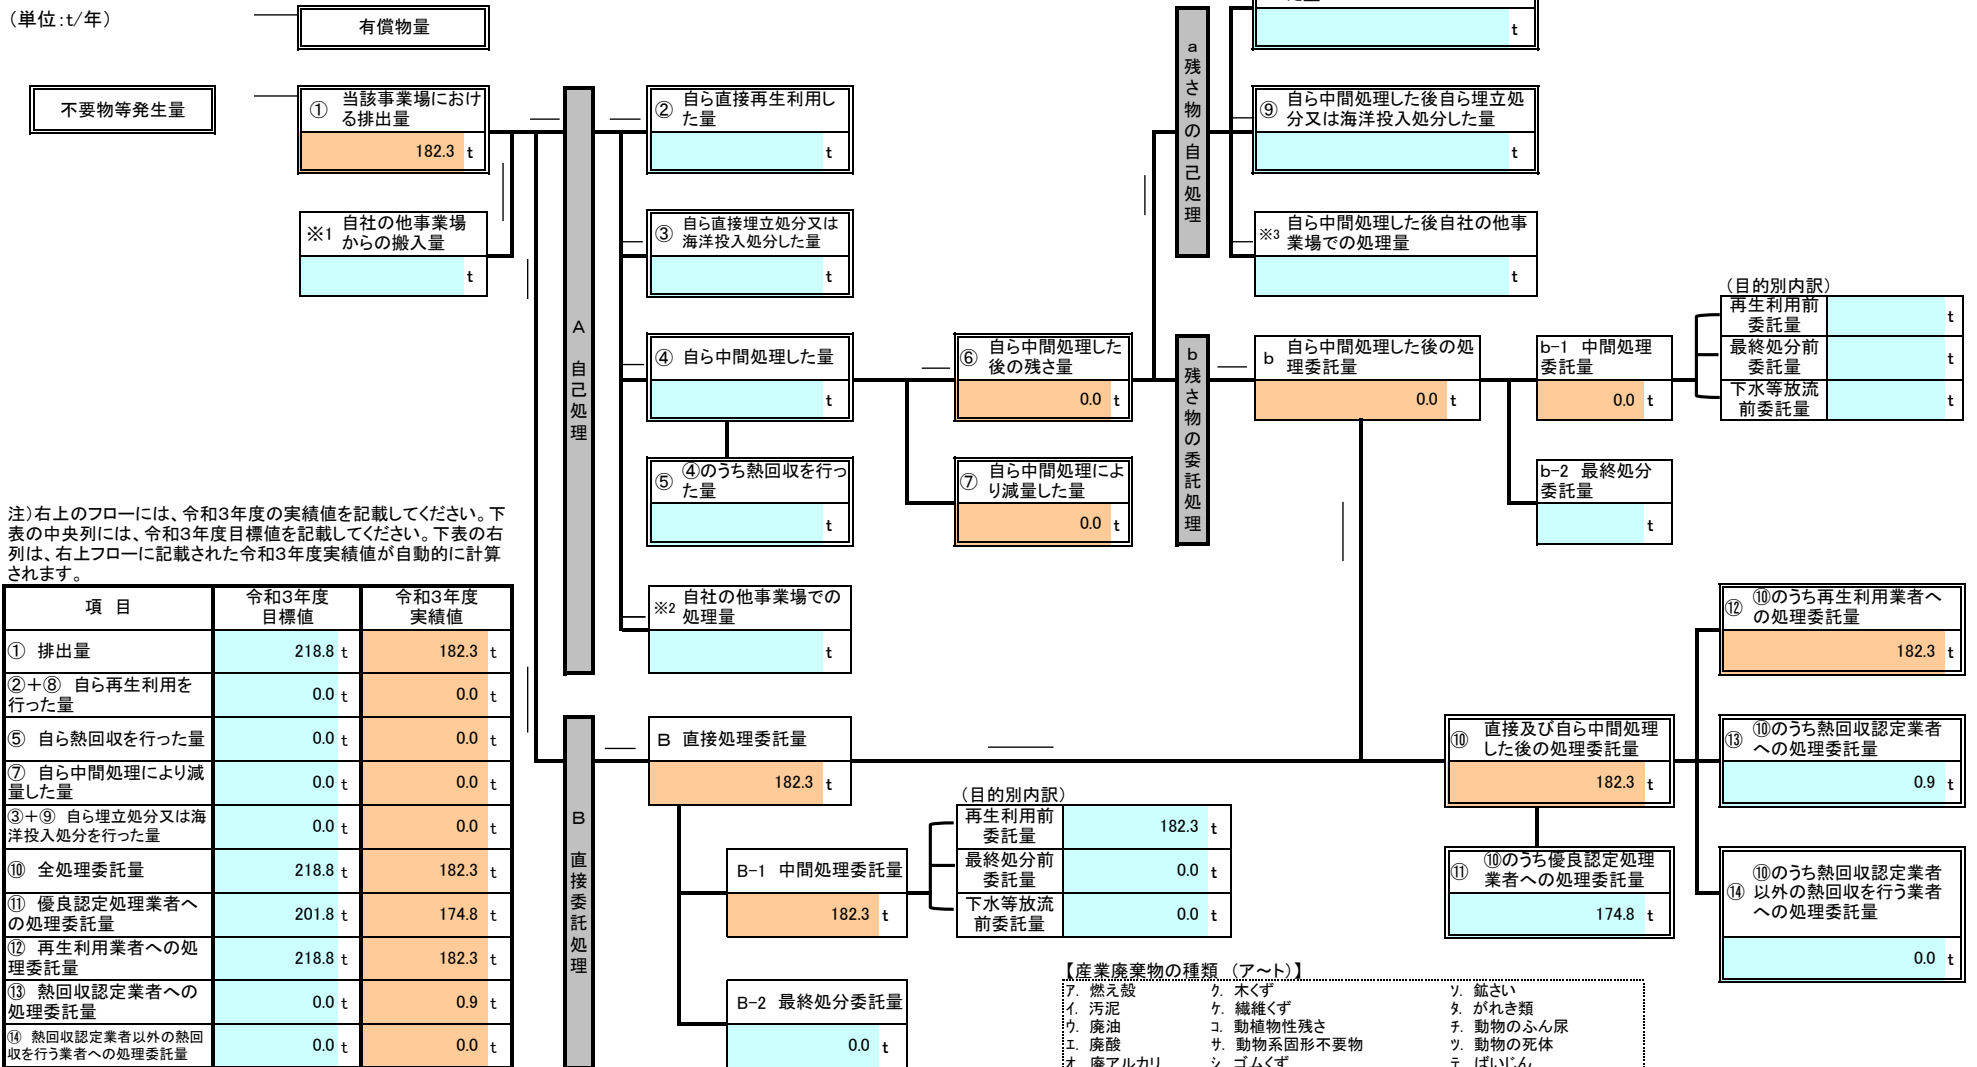 (単位:t/年)
有償物量
t
不要物等発生量
① 当該事業場におけ
る排出量
182.3 t
※1 自社の他事業場
からの搬入量
t
A 自己処理
② 自ら直接再生利用し
た量
t
③ 自ら直接埋立処分又は
海洋投入処分した量
t
④ 自ら中間処理した量
t
⑤ ④のうち熱回収を行っ
た量
t
※2 自社の他事業場での
処理量
t
⑥ 自ら中間処理した
後の残さ量
0.0 t
⑦ 自ら中間処理によ
り減量した量
0.0 t
a 残さ物の自己処理
⑨ 自ら中間処理した後自ら埋立処
分又は海洋投入処分した量
t
※3 自ら中間処理した後自社の他事
業場での処理量
t
b 残さ物の委託処理
b 自ら中間処理した後の処
理委託量
0.0 t
b-1 中間処理
委託量
0.0 t
b-2 最終処分
委託量
t
(目的別内訳)
再生利用前
委託量 t
最終処分前
委託量 t
下水等放流
前委託量 t
注)右上のフローには、令和3年度の実績値を記載してください。下
表の中央列には、令和3年度目標値を記載してください。下表の右
列は、右上フローに記載された令和3年度実績値が自動的に計算
されます。
項 目 令和3年度 目標値 令和3年度 実績値
① 排出量 218.8 t 182.3 t
②+⑧ 自ら再生利用を
行った量 0.0 t 0.0 t
⑤ 自ら熱回収を行った量 0.0 t 0.0 t
⑦ 自ら中間処理により減
量した量 0.0 t 0.0 t
③+⑨ 自ら埋立処分又は海
洋投入処分を行った量 0.0 t 0.0 t
⑩ 全処理委託量 218.8 t 182.3 t
⑪ 優良認定処理業者へ
の処理委託量 201.8 t 174.8 t
⑫ 再生利用業者への処
理委託量 218.8 t 182.3 t
⑬ 熱回収認定業者への
処理委託量 0.0 t 0.9 t
⑭ 熱回収認定業者以外の熱回
収を行う業者への処理委託量 0.0 t 0.0 t
B 直接委託処理
B 直接処理委託量
182.3 t
B-1 中間処理委託量
182.3 t
B-2 最終処分委託量
0.0 t
(目的別内訳)
再生利用前
委託量 182.3 t
最終処分前
委託量 0.0 t
下水等放流
前委託量 0.0 t
⑩ 直接及び自ら中間処理
した後の処理委託量
182.3 t
⑪ ⑩のうち優良認定処理
業者への処理委託量
174.8 t
⑫ ⑩のうち再生利用業者へ
の処理委託量
182.3 t
⑬ ⑩のうち熱回収認定業者
への処理委託量
0.9 t
⑭ ⑩のうち熱回収認定業者
以外の熱回収を行う業者
への処理委託量
0.0 t
【産業廃棄物の種類 (ア~ト)】
ア. 燃え殻 ク. 木くず ソ. 鉱さい
イ. 汚泥 ケ. 繊維くず タ. がれき類
ウ. 廃油 コ. 動植物性残さ チ. 動物のふん尿
エ. 廃酸 サ. 動物系固形不要物 ツ. 動物の死体
オ. 廃アルカリ シ. ゴムくず テ. ばいじん